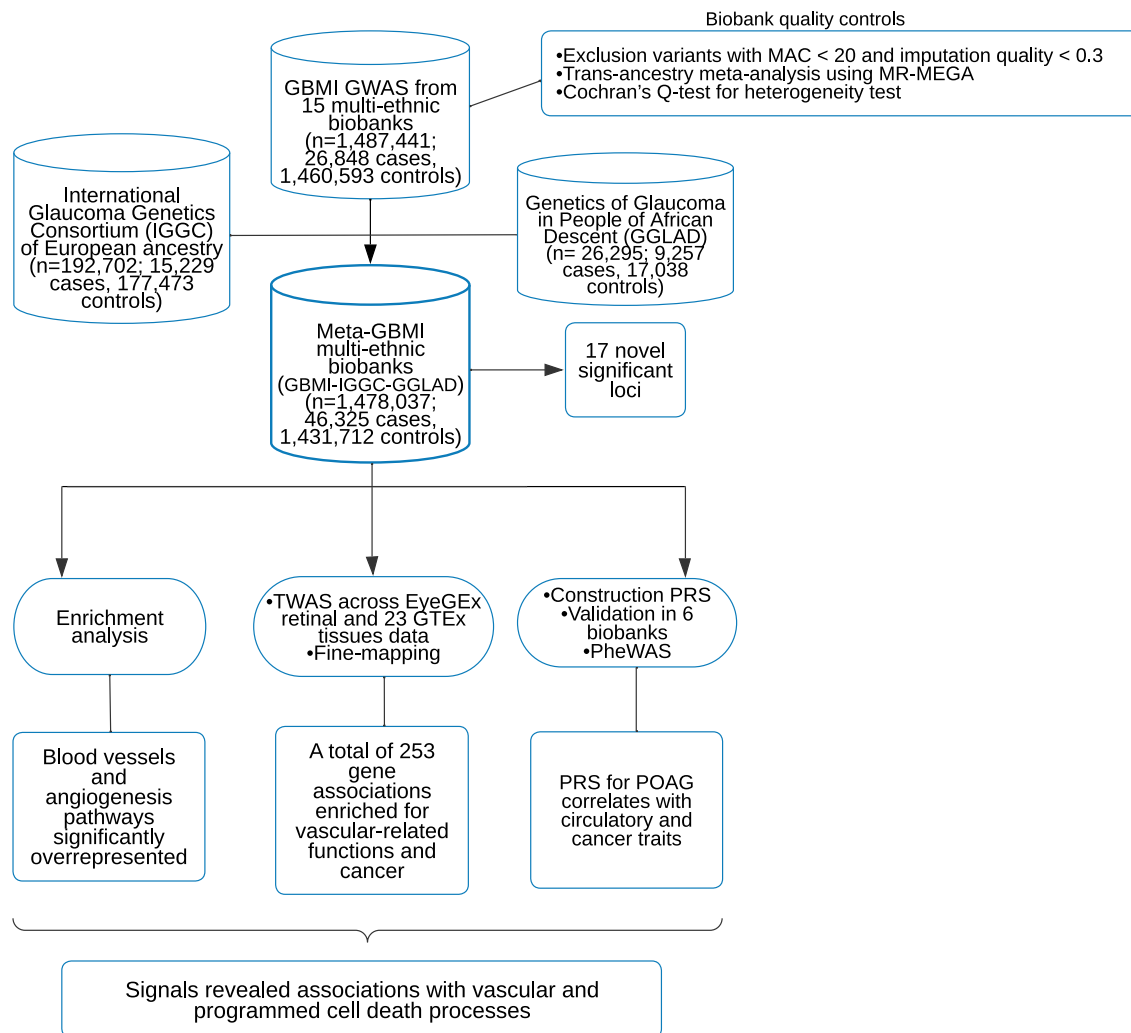 Biobank quality controls
•Exclusion variants with MAC < 20 and imputation quality < 0.3
•Trans-ancestry meta-analysis using MR-MEGA
•Cochran's Q-test for heterogeneity test
GBMI GWAS from
15 multi-ethnic
biobanks
(n=1,487,441;
26,848 cases,
1,460,593 controls)
International
Glaucoma Genetics
Consortium (IGGC)
of European ancestry
(n=192,702; 15,229
cases, 177,473
controls)
Genetics of Glaucoma
in People of African
Descent (GGLAD)
(n= 26,295; 9,257
cases, 17,038
controls)
Meta-GBMI
multi-ethnic
biobanks
(GBMI-IGGC-GGLAD)
(n=1,478,037;
46,325 cases,
1,431,712 controls)
17 novel
significant
loci
Enrichment
analysis
•TWAS across EyeGEx
retinal and 23 GTEx
tissues data
•Fine-mapping
•Construction PRS
•Validation in 6
biobanks
•PheWAS
Blood vessels
and
angiogenesis
pathways
significantly
overrepresented
A total of 253
gene
associations
enriched for
vascular-related
functions and
cancer
PRS for POAG
correlates with
circulatory and
cancer traits
Signals revealed associations with vascular and
programmed cell death processes